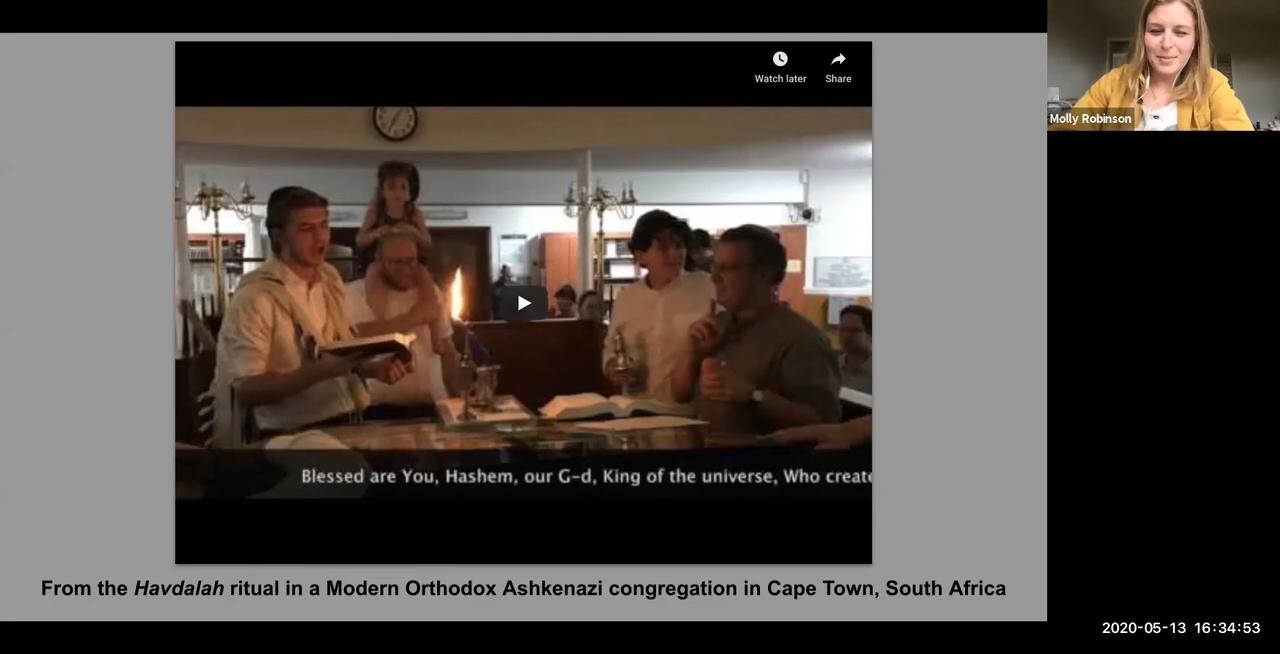 Watch later
Share
Molly Robinson
Blessed are You, Hashem, our G-d, King of the universe, Who create
From the Havdalah ritual in a Modern Orthodox Ashkenazi congregation in Cape Town, South Africa
2020-05-13 16:34:53